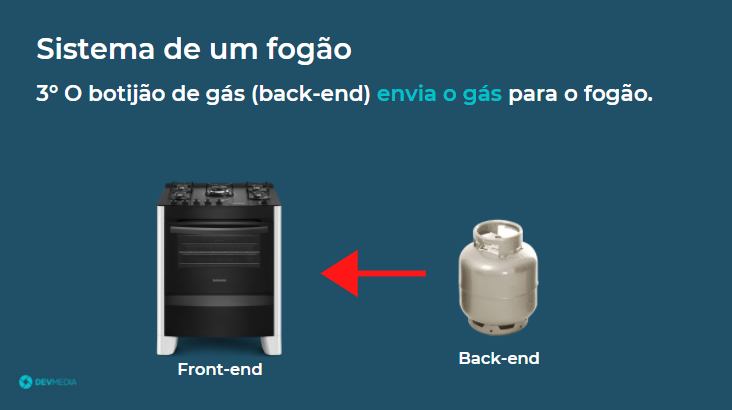 Sistema de um fogão
3º O botijão de gás (back-end) envia o gás para o fogão.
Front-end
Back-end
DEVMEDIA